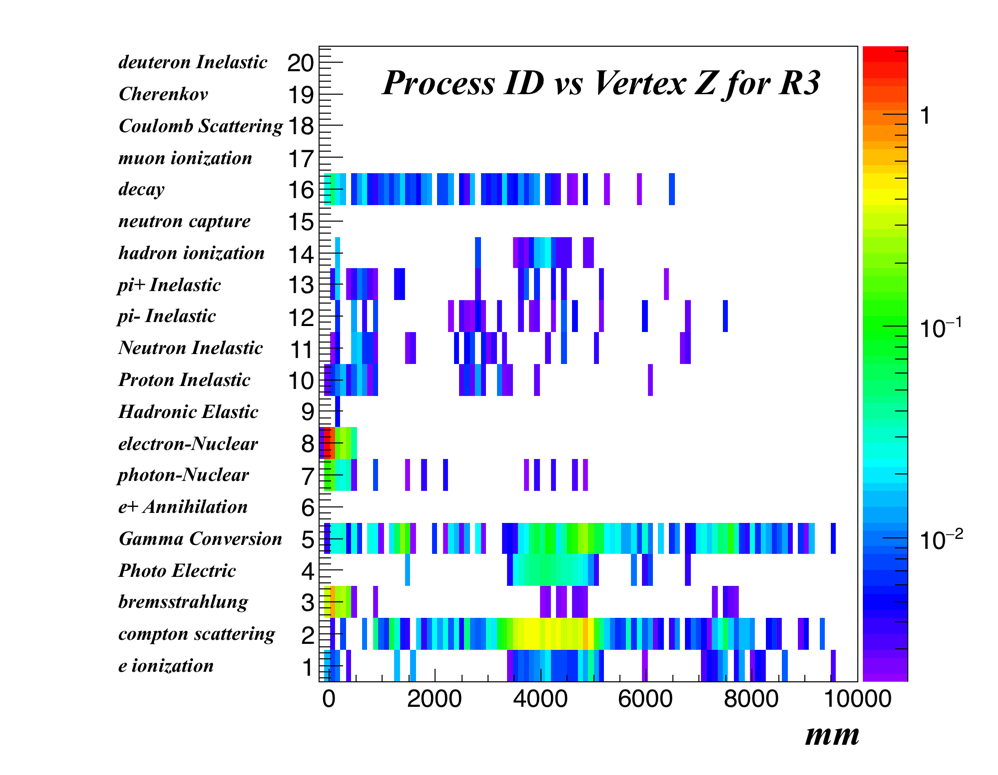 Process ID vs Vertex Z for R3
deuteron Inelastic 20
Cherenkov 19
Coulomb Scattering 18
muon ionization 17
decay 16
neutron capture 15
hadron ionization 14
pi+ Inelastic 13
pi- Inelastic 12
Neutron Inelastic 11
Proton Inelastic 10
Hadronic Elastic 9
electron-Nuclear 8
photon-Nuclear 7
e+ Annihilation 6
Gamma Conversion 5
Photo Electric 4
bremsstrahlung 3
compton scattering 2
e ionization 1
0 2000 4000 6000 8000 10000
mm
1
10⁻¹
10⁻²